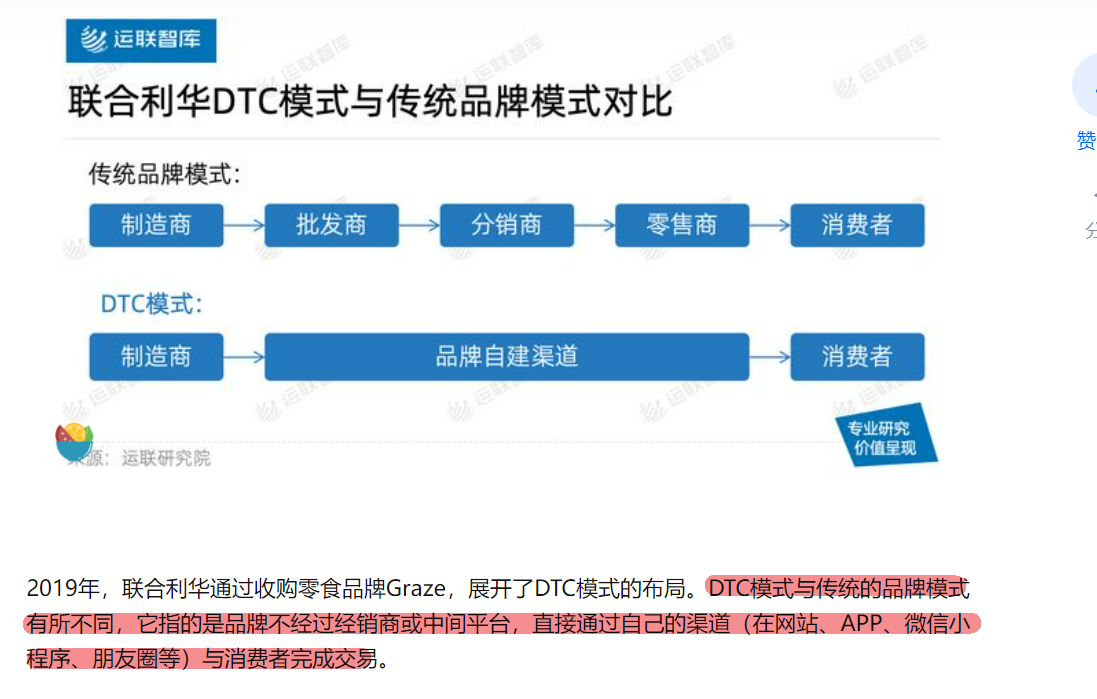 运联智库
联合利华DTC模式与传统品牌模式对比
传统品牌模式：
制造商 批发商 分销商 零售商 消费者
DTC模式：
制造商 品牌自建渠道 消费者
专业研究
价值呈现
源：运联研究院
赞
2019年，联合利华通过收购零食品牌Graze，展开了DTC模式的布局。DTC模式与传统的品牌模式
有所不同，它指的是品牌不经过经销商或中间平台，直接通过自己的渠道（在网站、APP、微信小
程序、朋友圈等）与消费者完成交易。